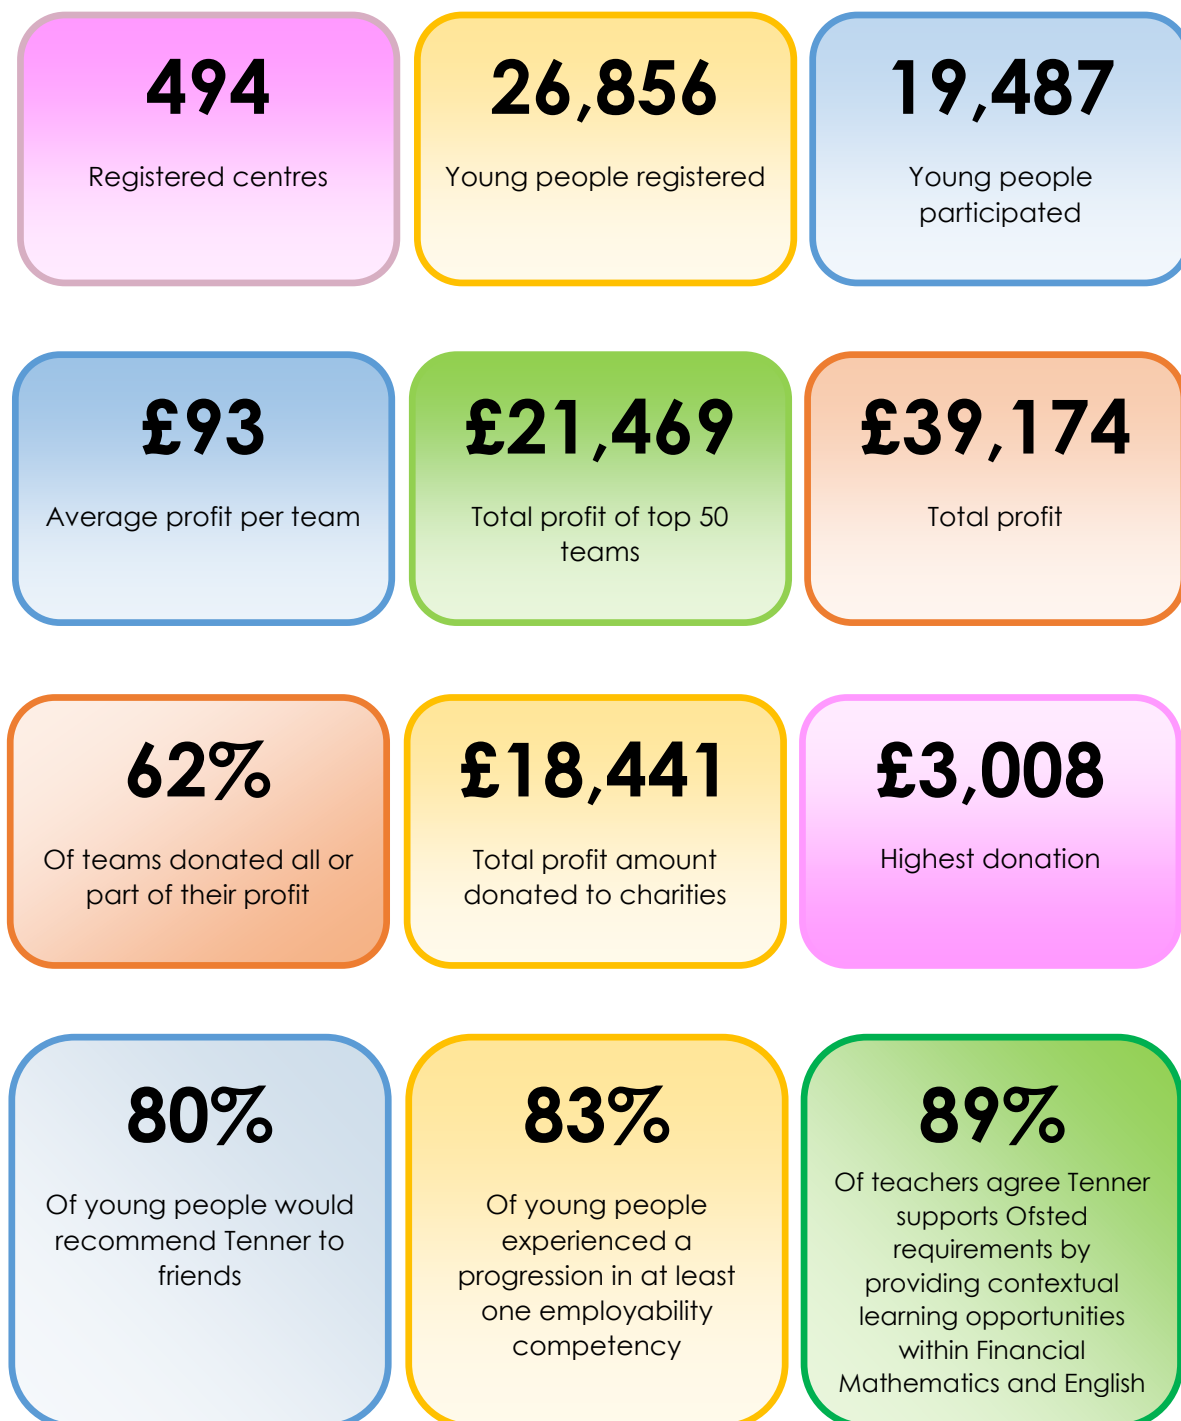 494
Registered centres
26,856
Young people registered
19,487
Young people
participated
£93
Average profit per team
£21,469
Total profit of top 50
teams
£39,174
Total profit
62%
Of teams donated all or
part of their profit
£18,441
Total profit amount
donated to charities
£3,008
Highest donation
80%
Of young people would
recommend Tenner to
friends
83%
Of young people
experienced a
progression in at least
one employability
competency
89%
Of teachers agree Tenner
supports Ofsted
requirements by
providing contextual
learning opportunities
within Financial
Mathematics and English